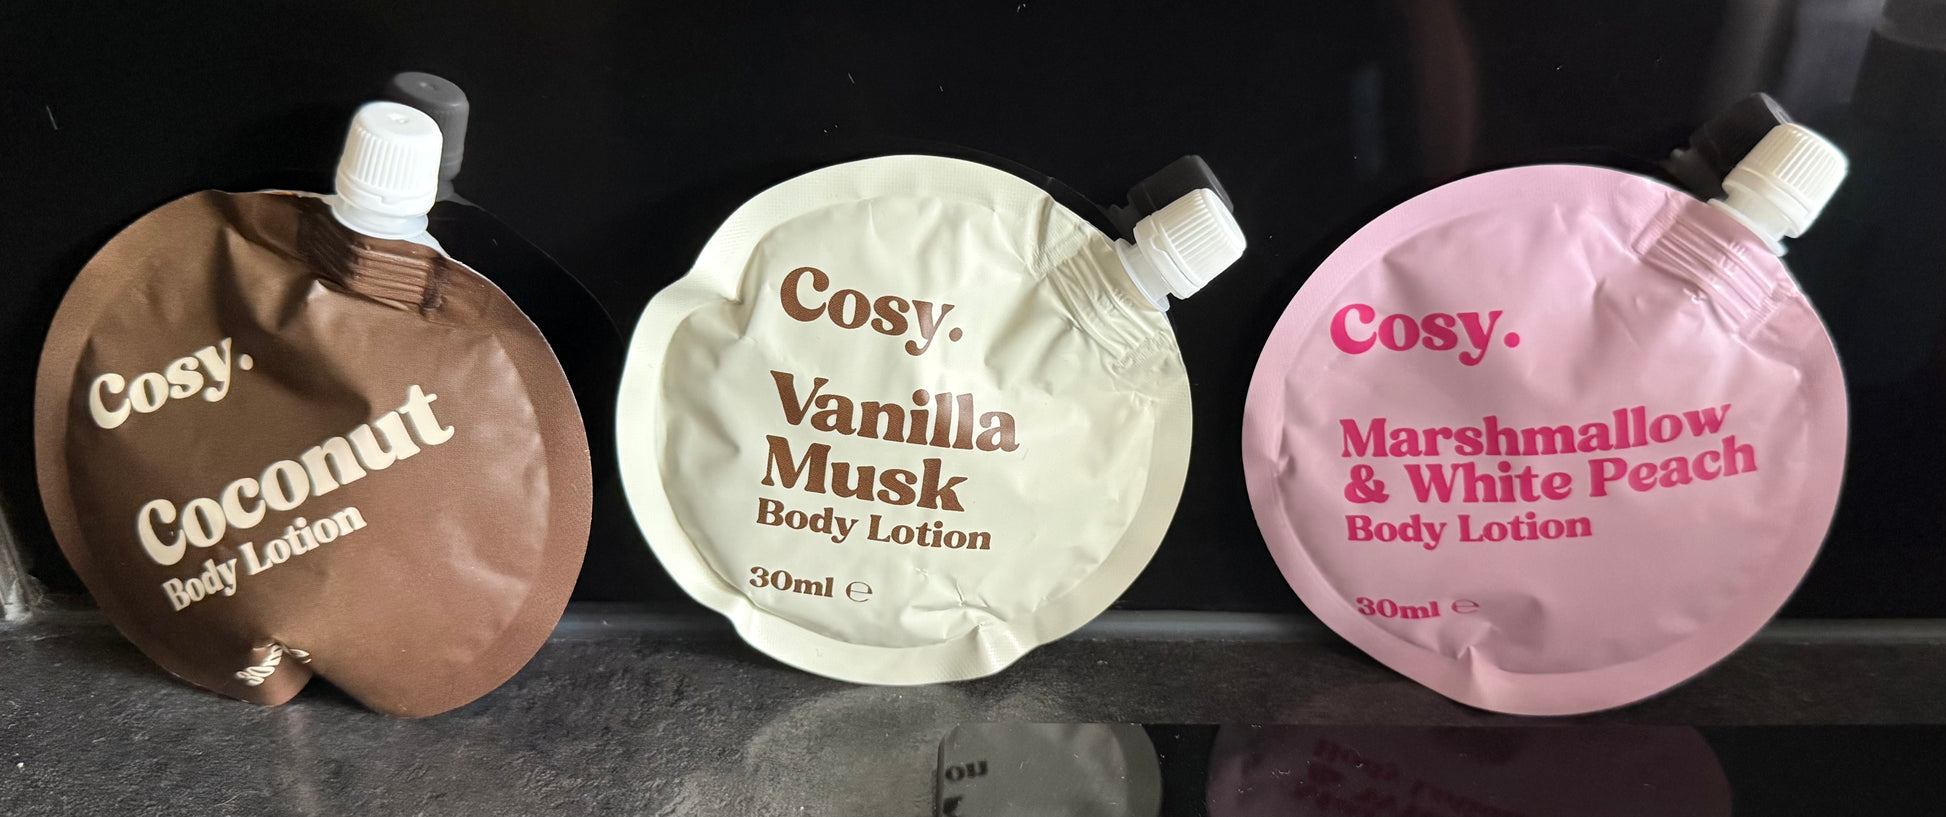 Cosy.
Coconut
Body Lotion
Cosy.
Vanilla
Musk
Body Lotion
30ml ℮
Cosy.
Marshmallow
& White Peach
Body Lotion
30ml ℮